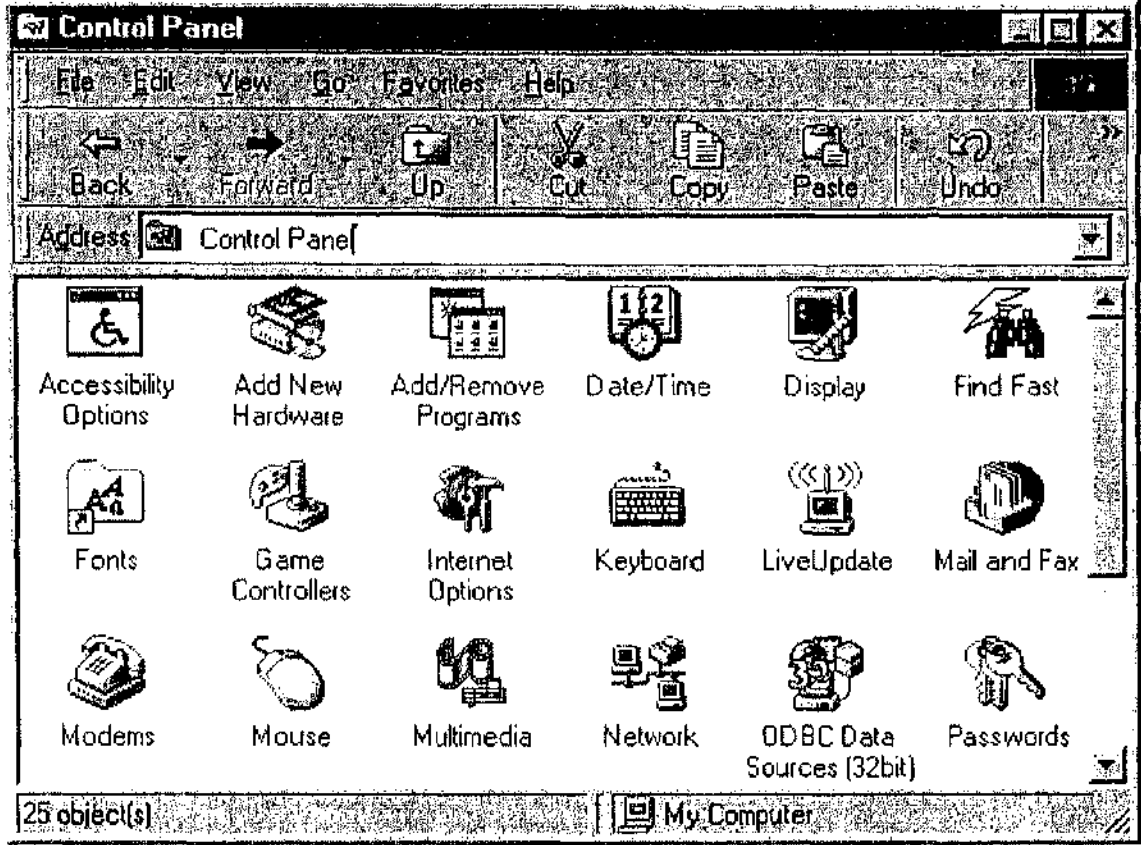 Control Panel
File Edit View Go Favorites Help
Back Forward Up Cut Copy Paste Undo »
Address Control Panel
Accessibility Options
Add New Hardware
Add/Remove Programs
Date/Time
Display
Find Fast
Fonts
Game Controllers
Internet Options
Keyboard
LiveUpdate
Mail and Fax
Modems
Mouse
Multimedia
Network
ODBC Data Sources (32bit)
Passwords
25 object(s)
My Computer